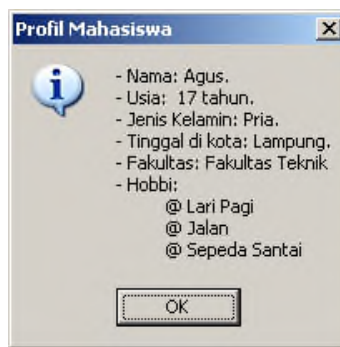 Profil Mahasiswa
- Nama: Agus.
- Usia:  17 tahun.
- Jenis Kelamin: Pria.
- Tinggal di kota: Lampung.
- Fakultas: Fakultas Teknik
- Hobbi:
@ Lari Pagi
@ Jalan
@ Sepeda Santai
OK